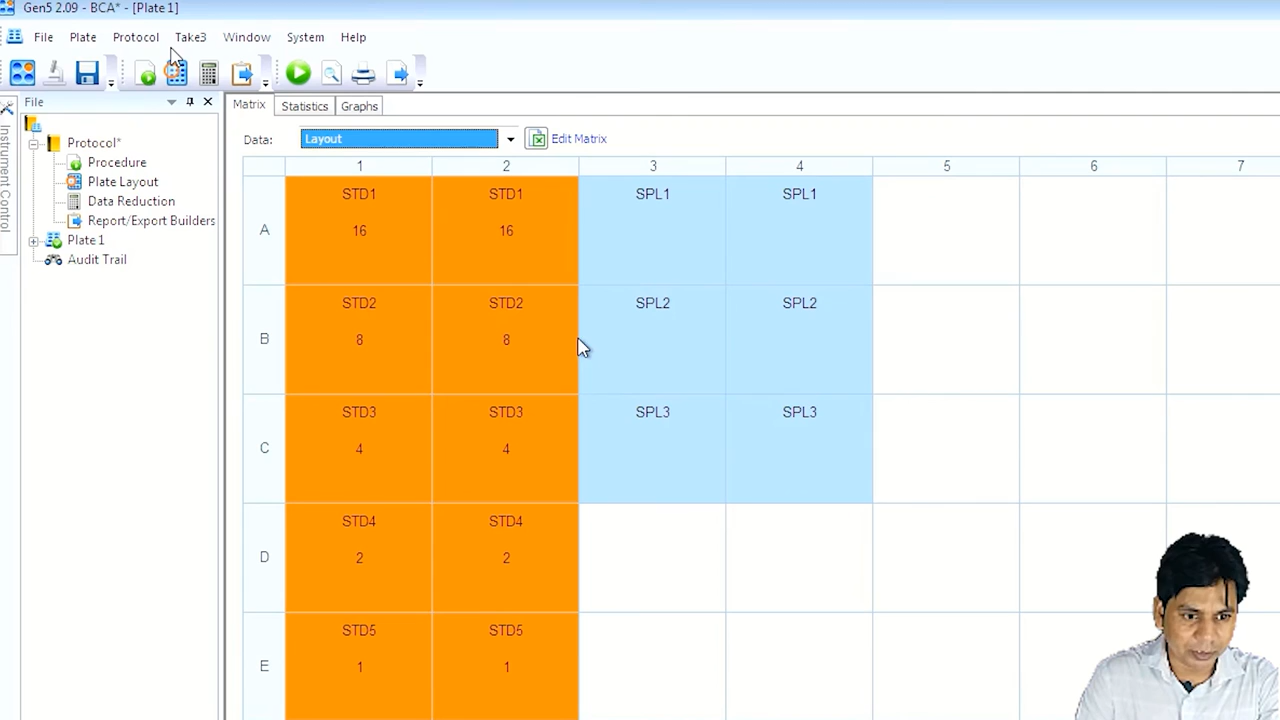 Gen5 2.09 - BCA* - [Plate 1]
File Plate Protocol Take3 Window System Help
File
Matrix Statistics Graphs
Instrument Control
Protocol*
Procedure
Plate Layout
Data Reduction
Report/Export Builders
Plate 1
Audit Trail
Data: Layout Edit Matrix
1 2 3 4 5 6 7
A
STD1 STD1 SPL1 SPL1
16 16
B
STD2 STD2 SPL2 SPL2
8 8
C
STD3 STD3 SPL3 SPL3
4 4
D
STD4 STD4
2 2
E
STD5 STD5
1 1